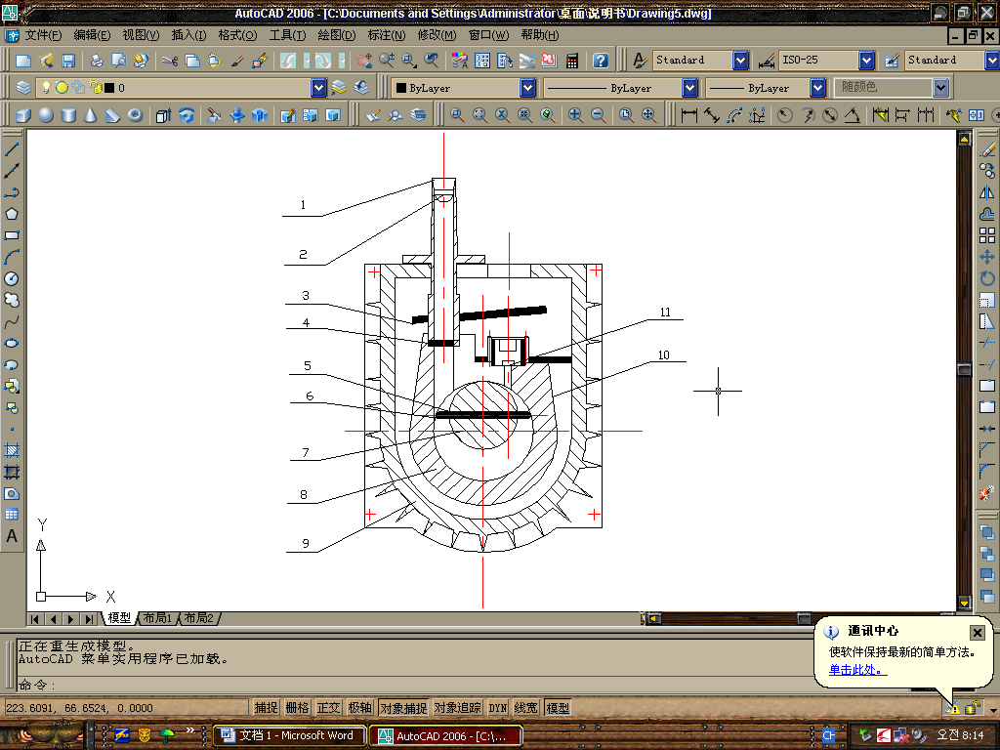 AutoCAD 2006 - [C:\Documents and Settings\Administrator\桌面\说明书\Drawing5.dwg]
文件(F) 编辑(E) 视图(V) 插入(I) 格式(O) 工具(T) 绘图(D) 标注(N) 修改(M) 窗口(W) 帮助(H)
Standard ISO-25 Standard
0 ByLayer ByLayer ByLayer 随颜色
1
2
3
4
5
6
7
8
9
11
10
Y
X
A
模型 布局1 布局2
正在重生成模型。
AutoCAD 菜单实用程序已加载。
命令:
通讯中心
使软件保持最新的简单方法。
单击此处。
223.6091, 66.6524, 0.0000 捕捉 栅格 正交 极轴 对象捕捉 对象追踪 DYN 线宽 模型
文档 1 - Microsoft Word AutoCAD 2006 - [C:\... CH 오전 8:14